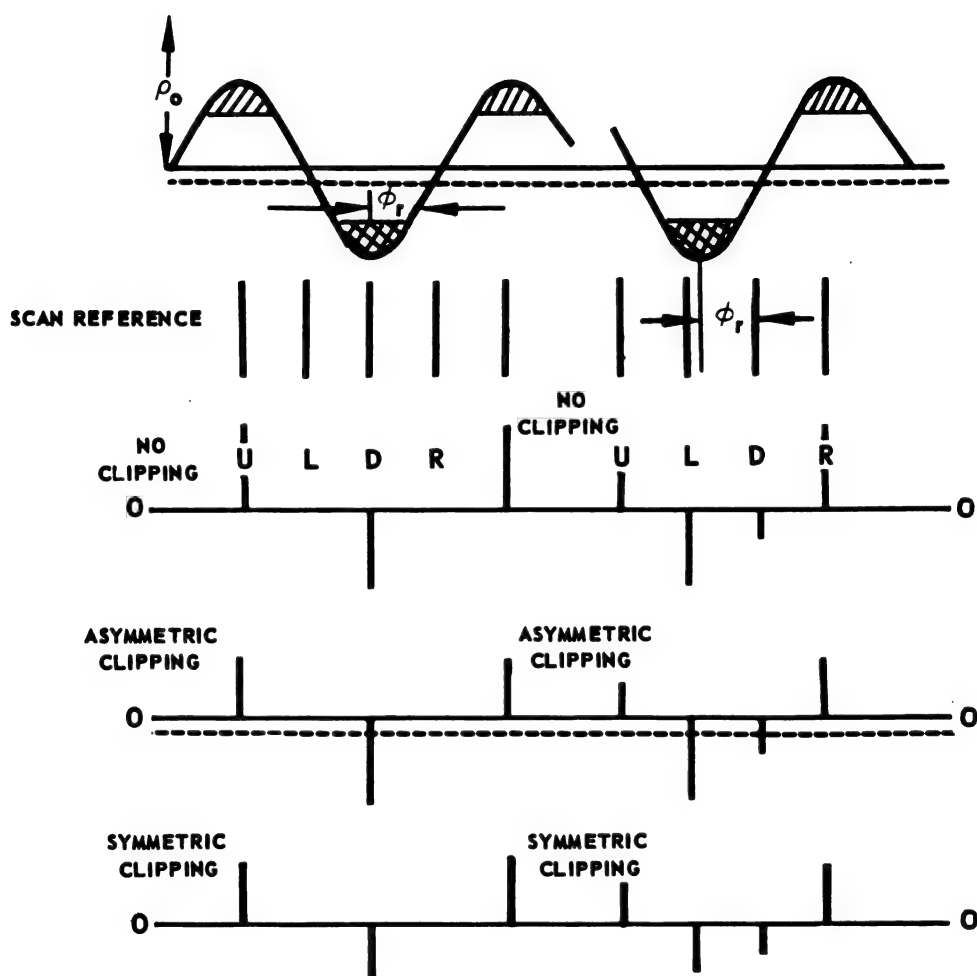 ρ₀
ϕr
SCAN REFERENCE
ϕr
NO
CLIPPING
U L D R
NO
CLIPPING
U L D R
0 0
ASYMMETRIC
CLIPPING
ASYMMETRIC
CLIPPING
0 0
SYMMETRIC
CLIPPING
SYMMETRIC
CLIPPING
0 0